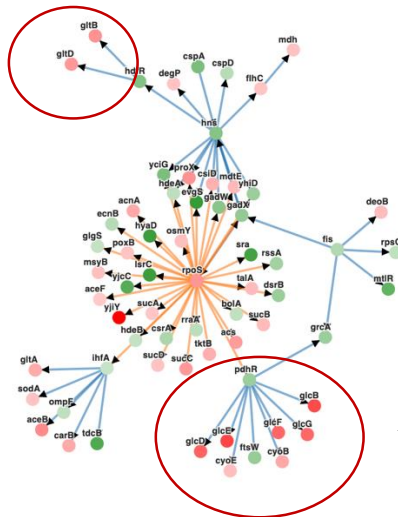 gltB
gltD
hdfR
cspA
cspD
mdh
degP
flhC
hns
yciG
proX
csiD
mdtE
hdeA
evgS
yhiD
gadW
gadX
acnA
ecnB
hyaD
osmY
glgS
poxB
sra
fis
deoB
rpsC
msyB
lsrC
rpoS
rssA
mtlR
aceF
yjcC
talA
dsrB
yjiY
sucA
bolA
sucB
grcA
hdeB
csrA
rraA
acs
tktB
gltA
ihfA
sucD
sucC
pdhR
sodA
ompF
aceB
carB
tdcB
glcB
glcE
glcF
glcG
glcD
ftsW
cyoE
cyoB